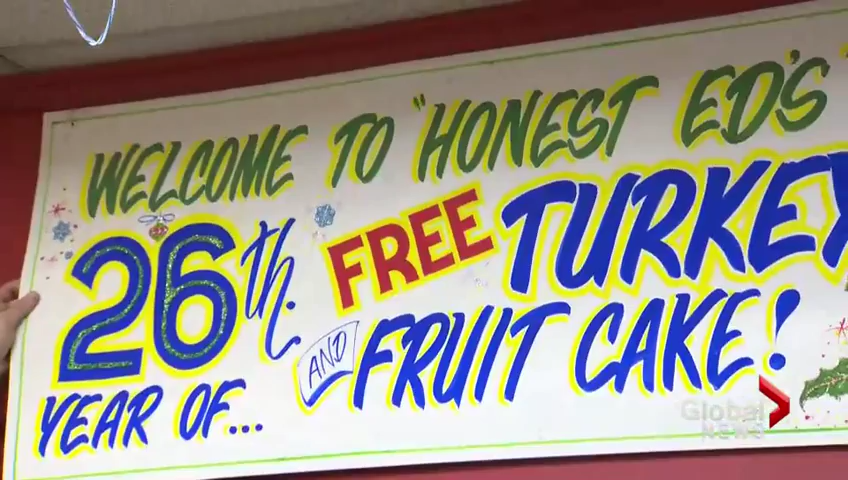 WELCOME TO "HONEST ED'S
26th. FREE TURKEY
YEAR OF... AND FRUIT CAKE!
Global
NEWS